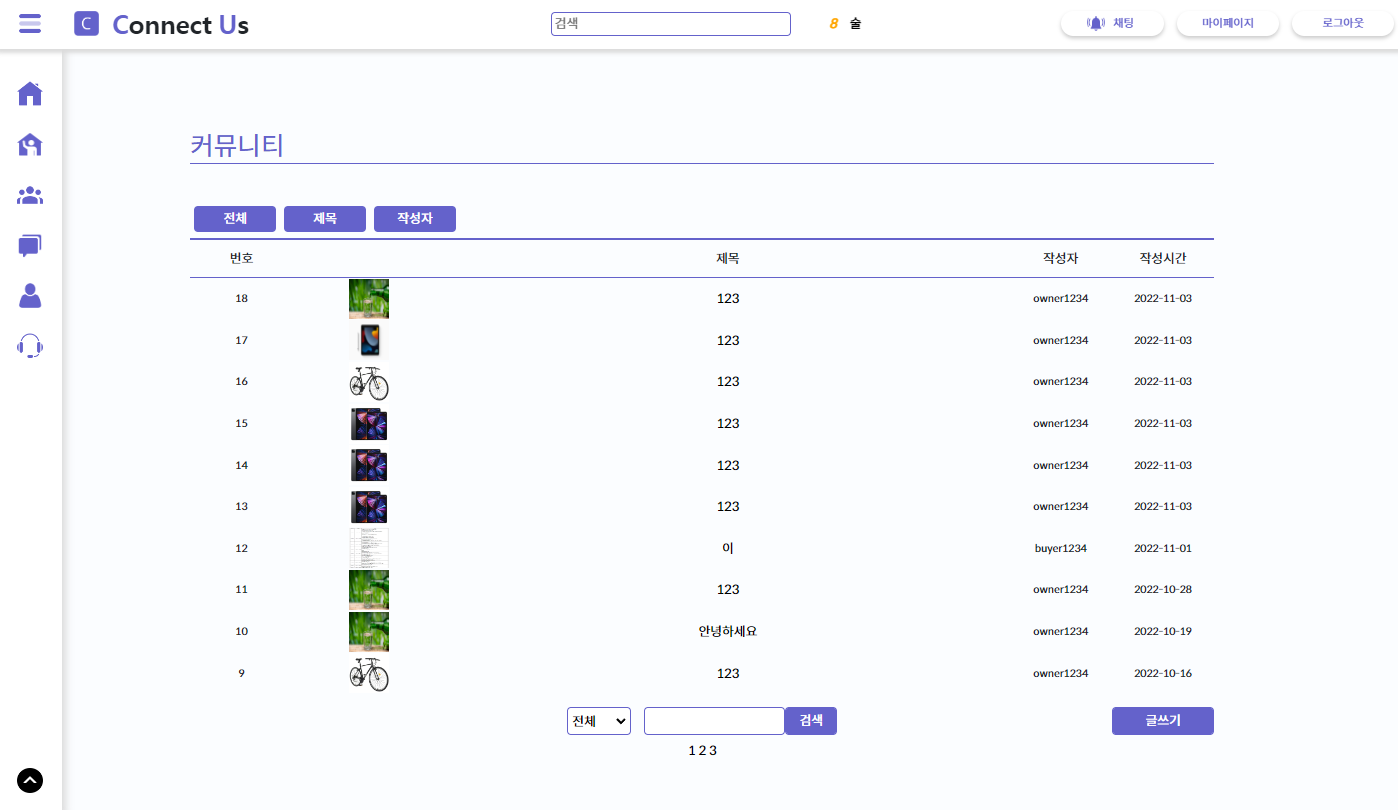 C Connect Us
검색
8 술
채팅
마이페이지
로그아웃
커뮤니티
전체 제목 작성자
번호 제목 작성자 작성시간
18 123 owner1234 2022-11-03
17 123 owner1234 2022-11-03
16 123 owner1234 2022-11-03
15 123 owner1234 2022-11-03
14 123 owner1234 2022-11-03
13 123 owner1234 2022-11-03
12 이 buyer1234 2022-11-01
11 123 owner1234 2022-10-28
10 안녕하세요 owner1234 2022-10-19
9 123 owner1234 2022-10-16
전체 검색 글쓰기
1 2 3